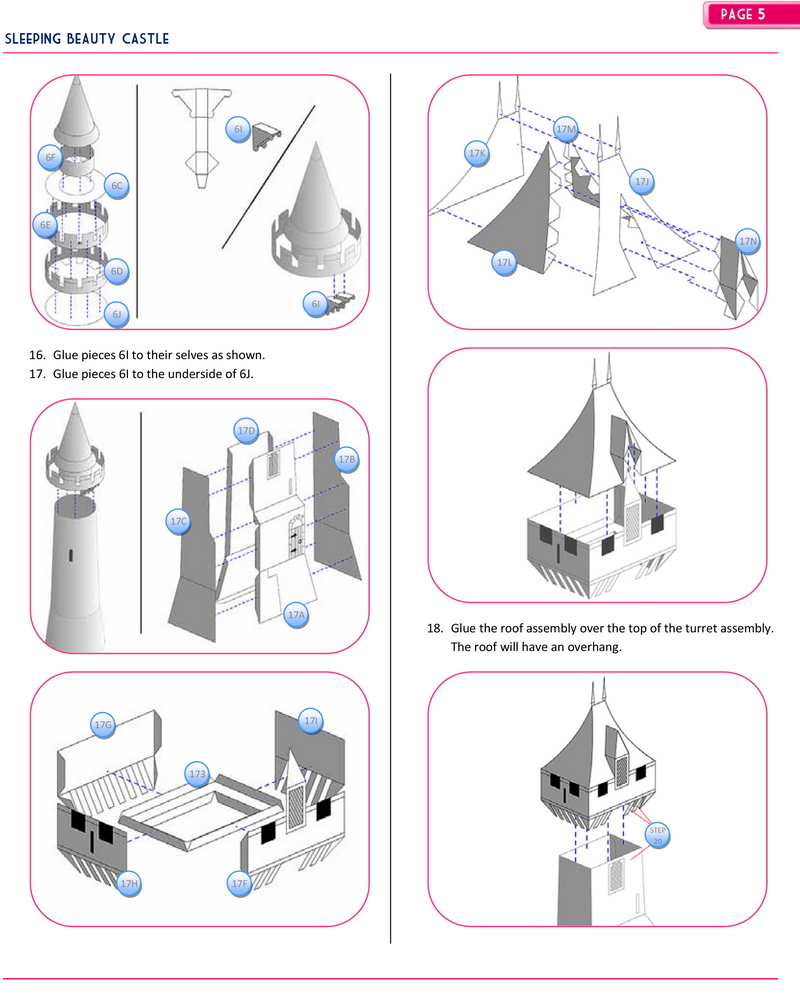 PAGE 5
SLEEPING BEAUTY CASTLE
6F
6C
6E
6D
6J
6I
6I
16. Glue pieces 6I to their selves as shown.
17. Glue pieces 6I to the underside of 6J.
17D
17B
17C
17A
17G
17I
173
17H
17F
17M
17K
17J
17N
17L
18. Glue the roof assembly over the top of the turret assembly.
The roof will have an overhang.
STEP
20